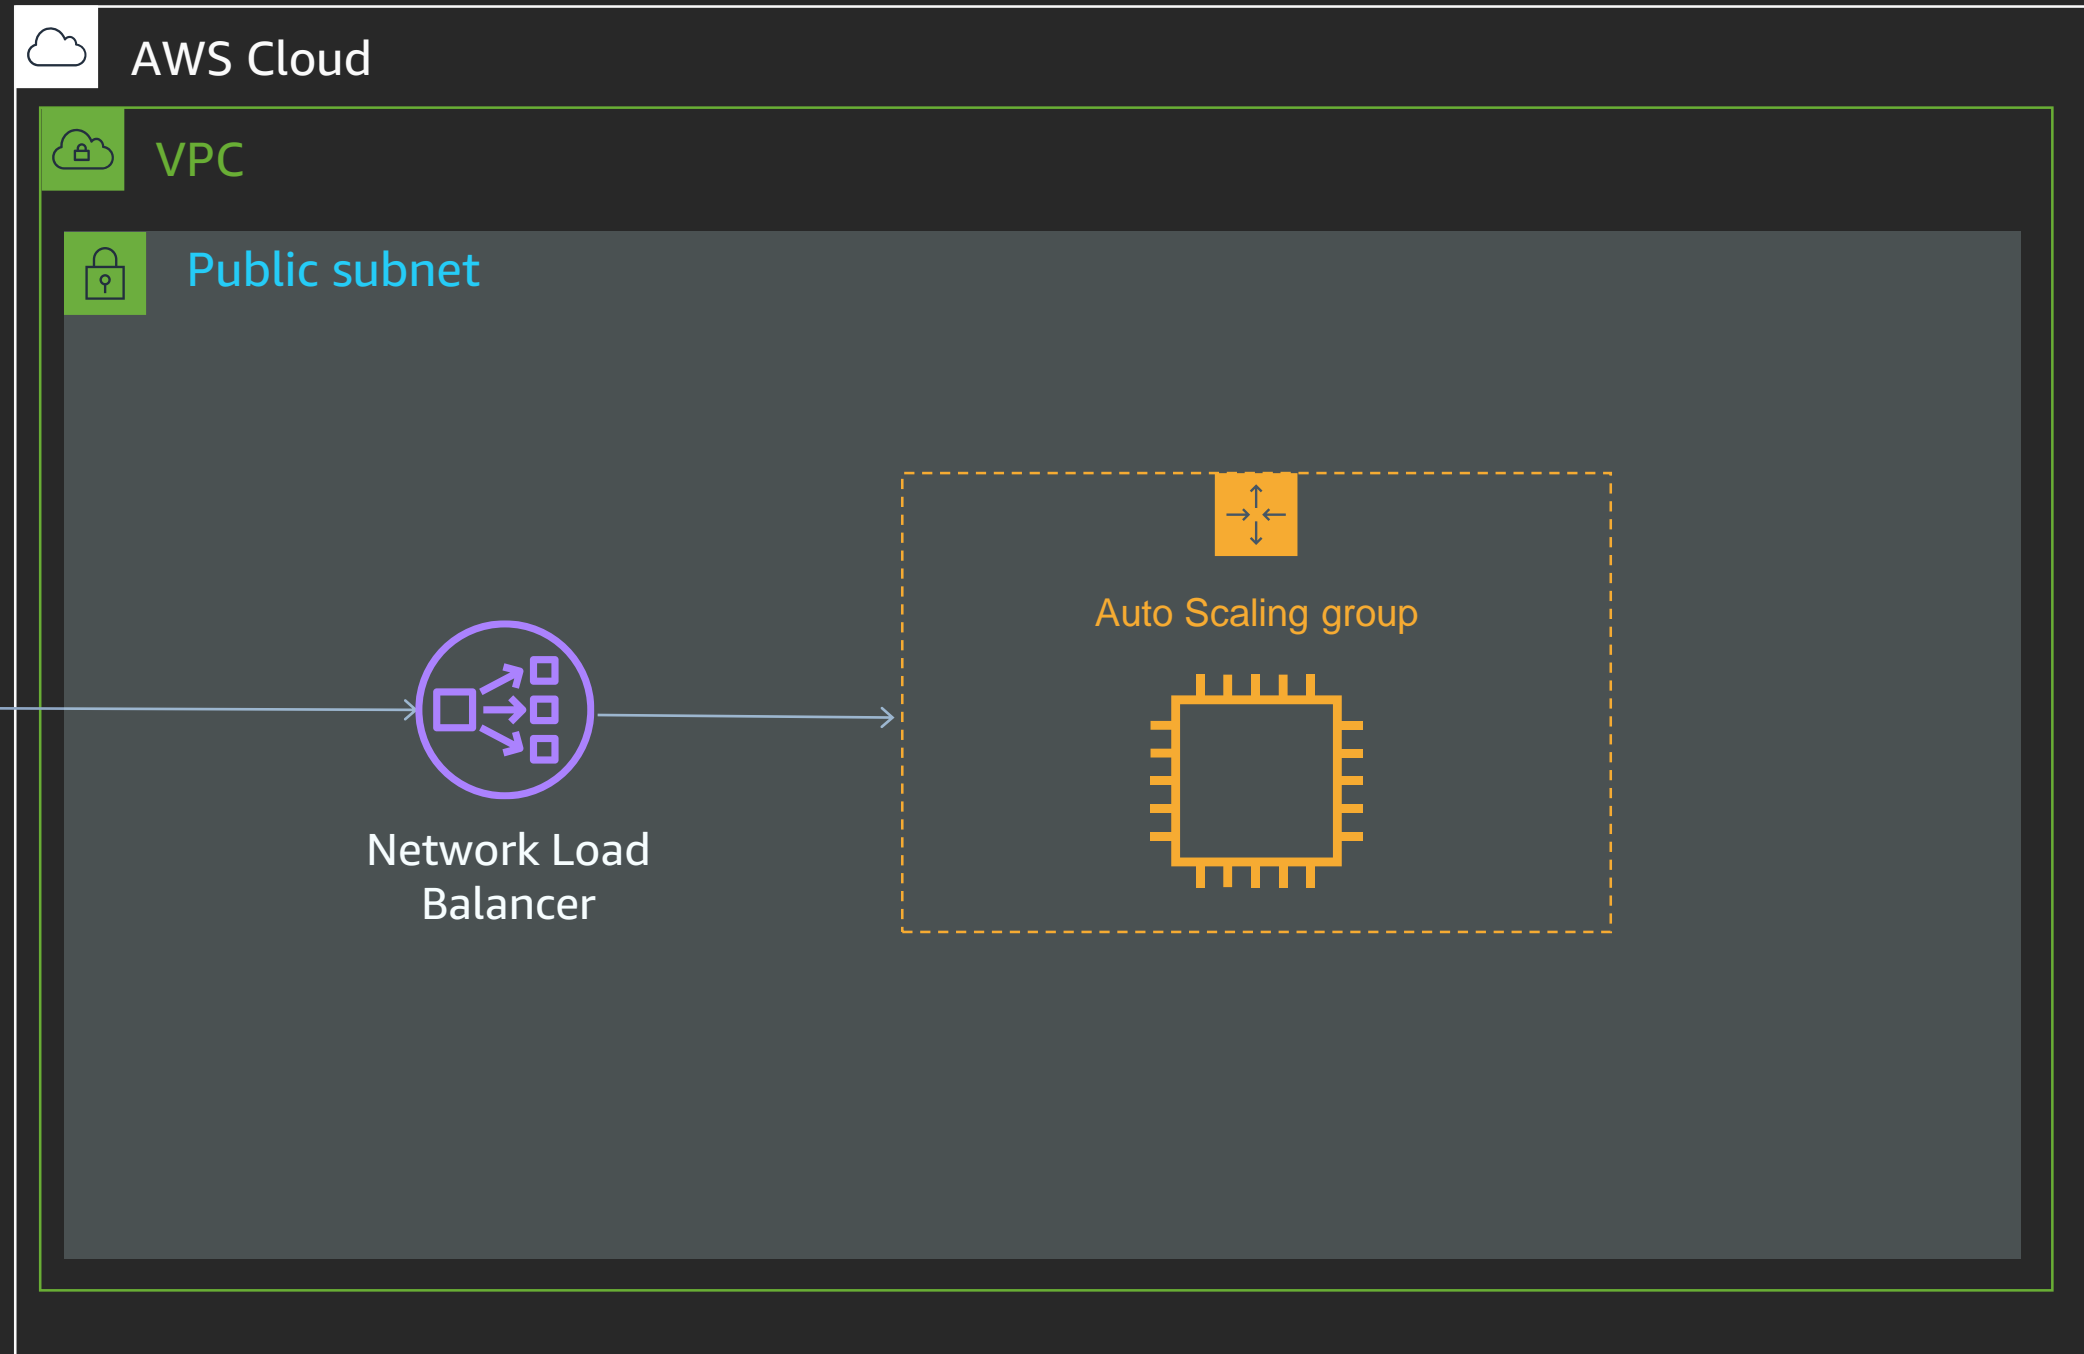 AWS Cloud
VPC
Public subnet
Auto Scaling group
Network Load
Balancer